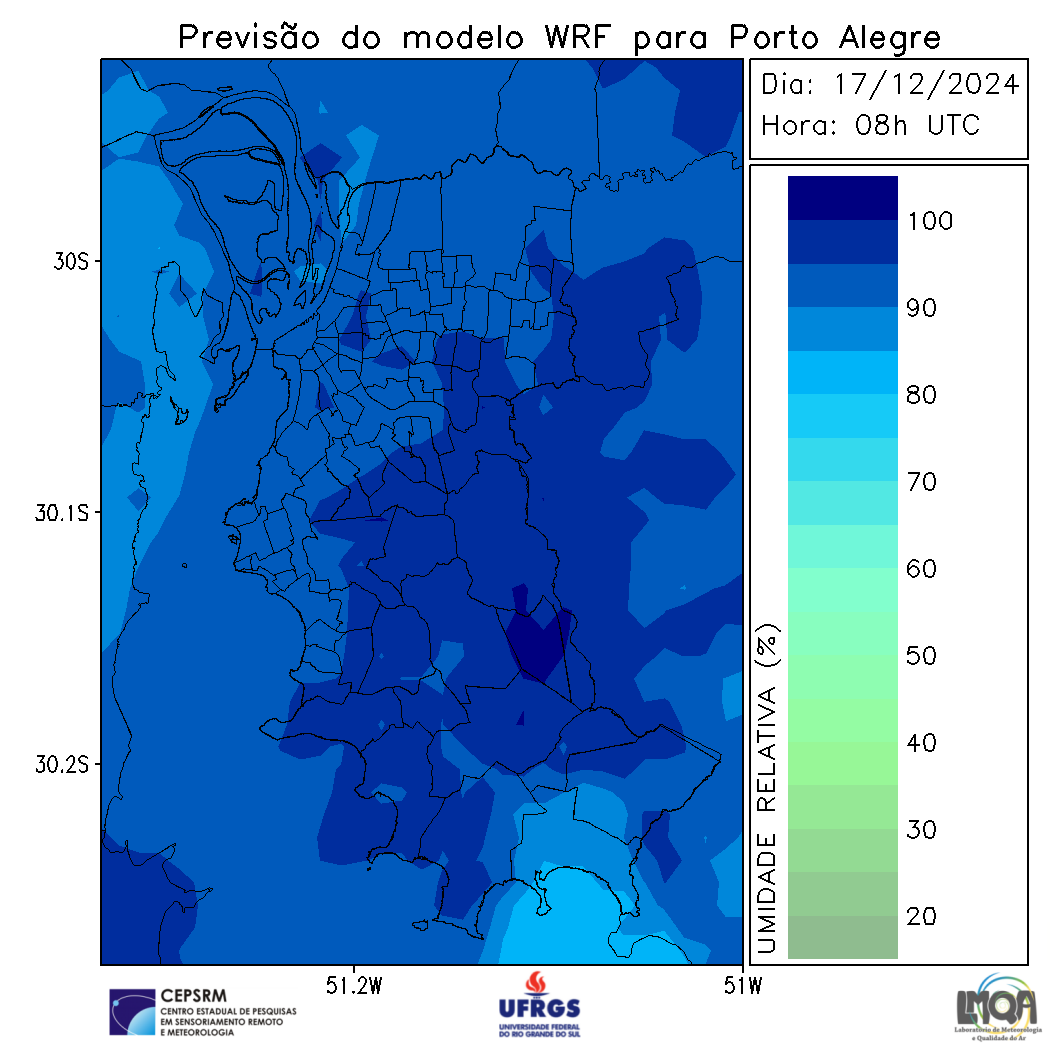 Previsão do modelo WRF para Porto Alegre
Dia: 17/12/2024
Hora: 08h UTC
30S
30.1S
30.2S
51.2W
51W
100
90
80
70
60
50
40
30
20
UMIDADE RELATIVA (%)
CEPSRM
CENTRO ESTADUAL DE PESQUISAS
EM SENSORIAMENTO REMOTO
E METEOROLOGIA
UFRGS
UNIVERSIDADE FEDERAL
DO RIO GRANDE DO SUL
LMQA
Laboratório de Meteorologia
e Qualidade do Ar